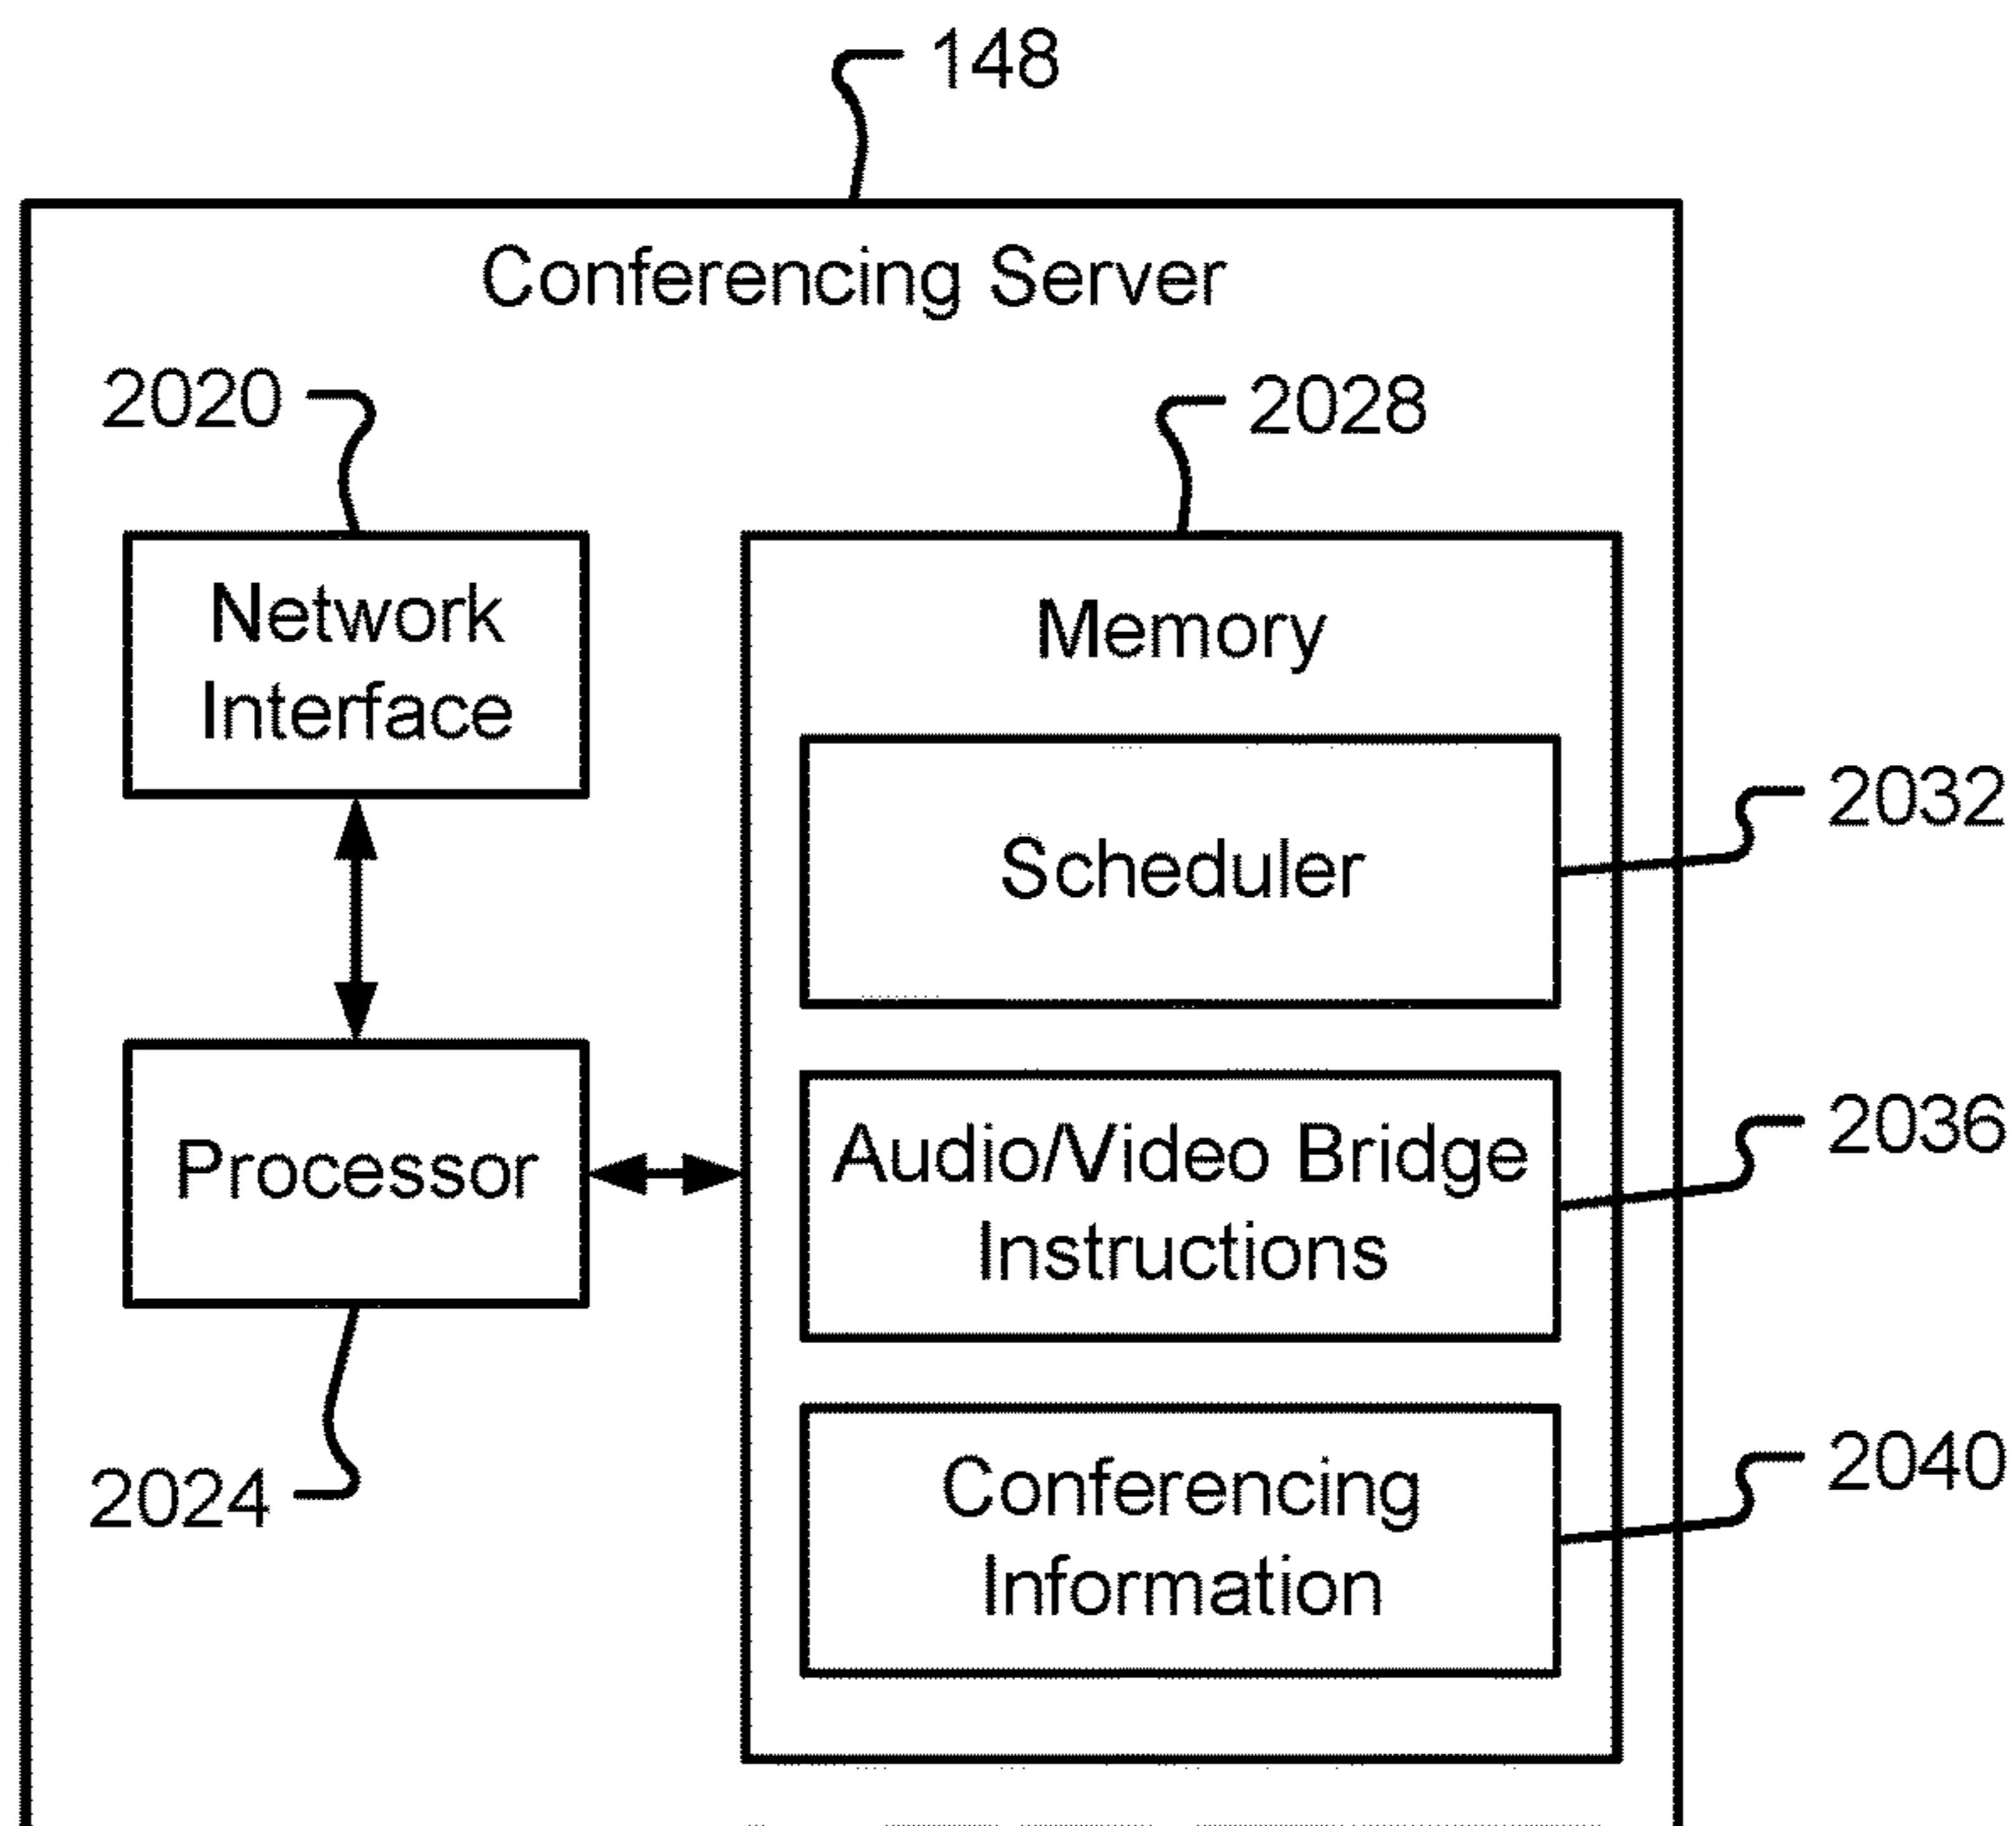 148
Conferencing Server
2020
2028
Network
Interface
Memory
Scheduler
2032
Processor
Audio/Video Bridge
Instructions
2036
2024
Conferencing
Information
2040